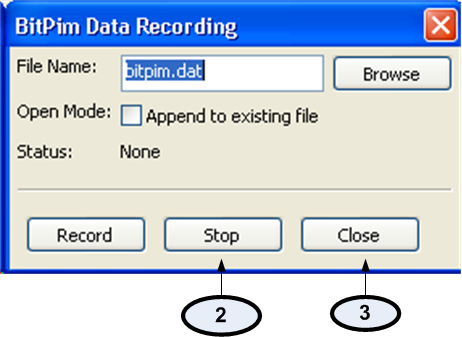 BitPim Data Recording
File Name: bitpim.dat Browse
Open Mode: Append to existing file
Status: None
Record Stop Close
2 3